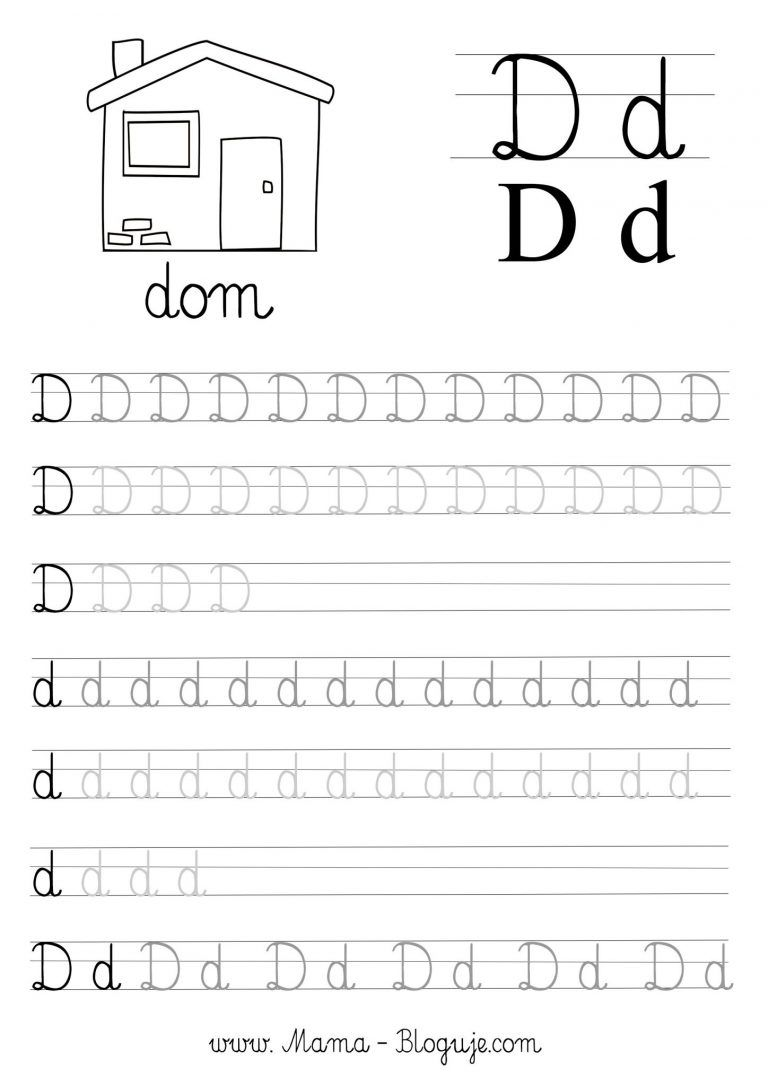 D d
D d
dom
D D D D D D D D D D D D
D D D D D D D D D D D D
D D D D
d d d d d d d d d d d d d d
d d d d d d d d d d d d d d
d d d d
D d D d D d D d D d D d
www. Mama - Bloguje.com